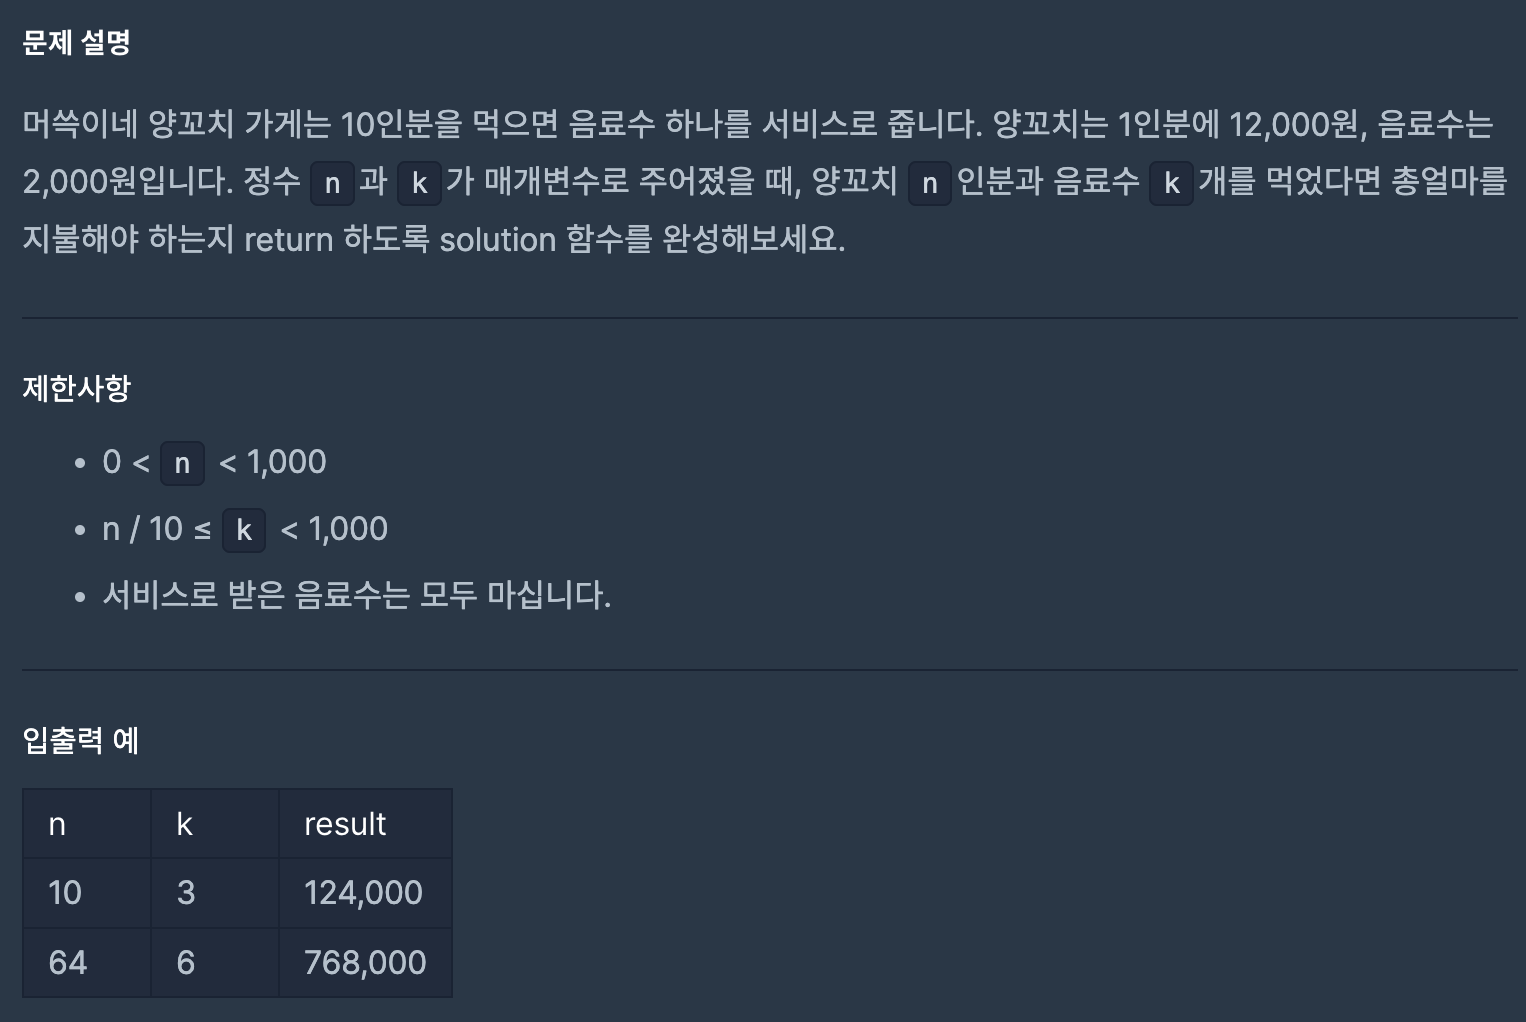 문제 설명
머쓱이네 양꼬치 가게는 10인분을 먹으면 음료수 하나를 서비스로 줍니다. 양꼬치는 1인분에 12,000원, 음료수는
2,000원입니다. 정수 n 과 k 가 매개변수로 주어졌을 때, 양꼬치 n 인분과 음료수 k 개를 먹었다면 총얼마를
지불해야 하는지 return 하도록 solution 함수를 완성해보세요.
제한사항
• 0 < n < 1,000
• n / 10 ≤ k < 1,000
• 서비스로 받은 음료수는 모두 마십니다.
입출력 예
n k result
10 3 124,000
64 6 768,000